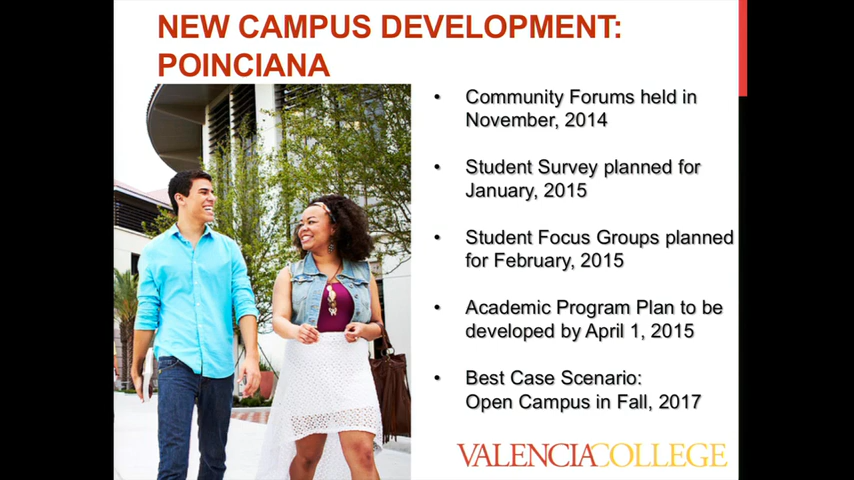 NEW CAMPUS DEVELOPMENT:
POINCIANA
• Community Forums held in
November, 2014
• Student Survey planned for
January, 2015
• Student Focus Groups planned
for February, 2015
• Academic Program Plan to be
developed by April 1, 2015
• Best Case Scenario:
Open Campus in Fall, 2017
VALENCIACOLLEGE